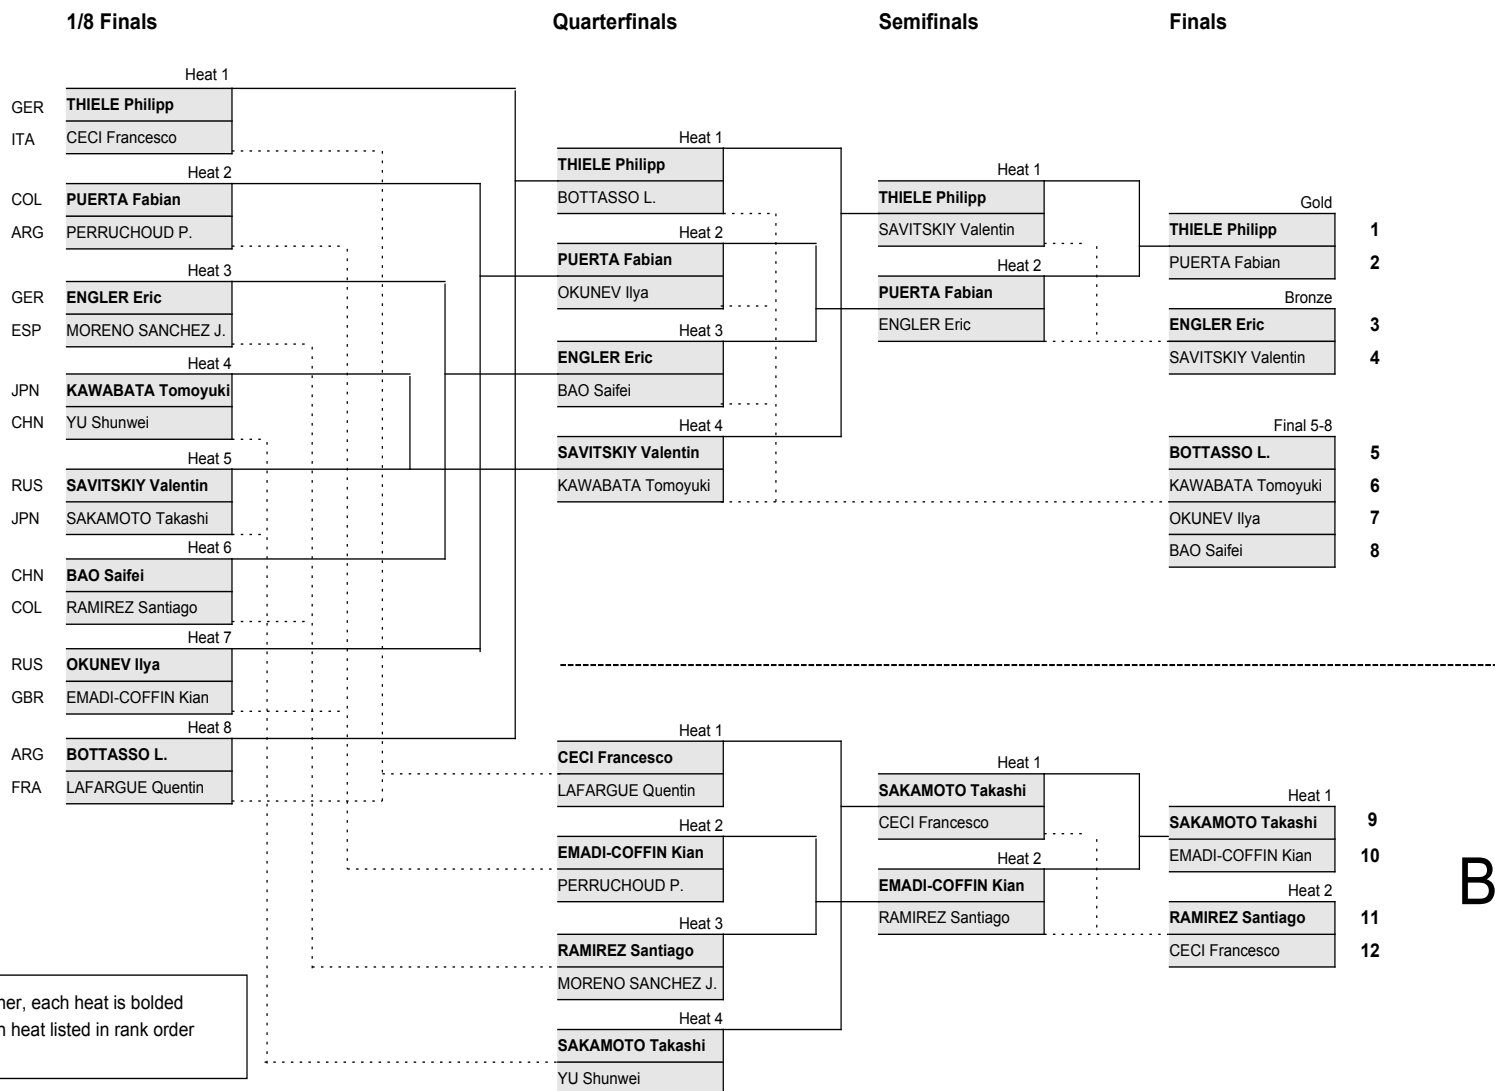 1/8 Finals Quarterfinals Semifinals Finals
Heat 1
GER THIELE Philipp
ITA CECI Francesco
Heat 2
COL PUERTA Fabian
ARG PERRUCHOUD P.
Heat 3
GER ENGLER Eric
ESP MORENO SANCHEZ J.
Heat 4
JPN KAWABATA Tomoyuki
CHN YU Shunwei
Heat 5
RUS SAVITSKIY Valentin
JPN SAKAMOTO Takashi
Heat 6
CHN BAO Saifei
COL RAMIREZ Santiago
Heat 7
RUS OKUNEV Ilya
GBR EMADI-COFFIN Kian
Heat 8
ARG BOTTASSO L.
FRA LAFARGUE Quentin
Heat 1
THIELE Philipp
BOTTASSO L.
Heat 2
PUERTA Fabian
OKUNEV Ilya
Heat 3
ENGLER Eric
BAO Saifei
Heat 4
SAVITSKIY Valentin
KAWABATA Tomoyuki
Heat 1
THIELE Philipp
SAVITSKIY Valentin
Heat 2
PUERTA Fabian
ENGLER Eric
Gold
THIELE Philipp 1
PUERTA Fabian 2
Bronze
ENGLER Eric 3
SAVITSKIY Valentin 4
Final 5-8
BOTTASSO L. 5
KAWABATA Tomoyuki 6
OKUNEV Ilya 7
BAO Saifei 8
Heat 1
CECI Francesco
LAFARGUE Quentin
Heat 2
EMADI-COFFIN Kian
PERRUCHOUD P.
Heat 3
RAMIREZ Santiago
MORENO SANCHEZ J.
Heat 4
SAKAMOTO Takashi
YU Shunwei
Heat 1
SAKAMOTO Takashi
CECI Francesco
Heat 2
EMADI-COFFIN Kian
RAMIREZ Santiago
Heat 1
SAKAMOTO Takashi 9
EMADI-COFFIN Kian 10
Heat 2
RAMIREZ Santiago 11
CECI Francesco 12
B
each heat is bolded
heat listed in rank order